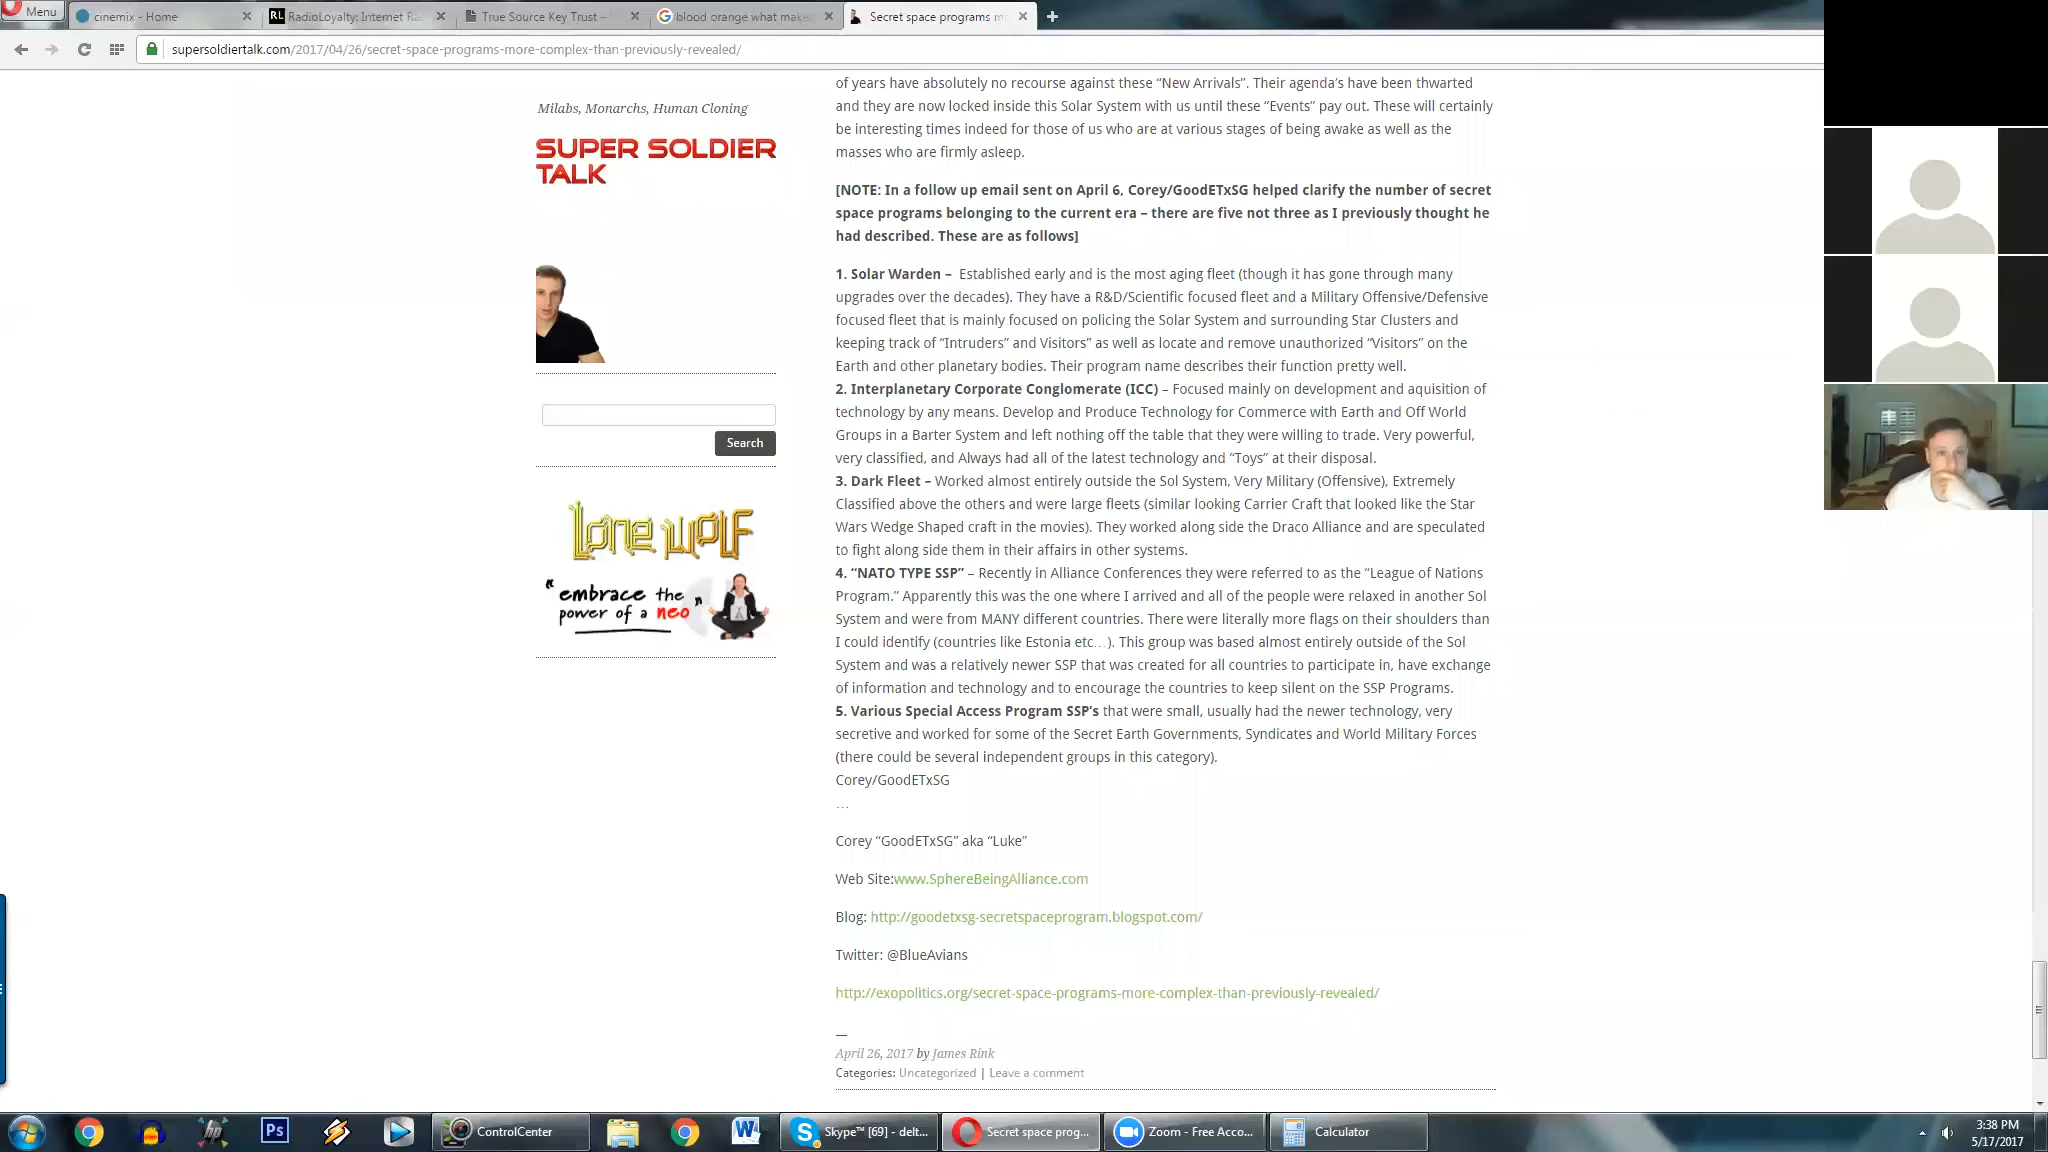 Menu
cinemix - Home
RadioLoyalty: Internet Ra
True Source Key Trust –
blood orange what make
Secret space programs m
supersoldiertalk.com/2017/04/26/secret-space-programs-more-complex-than-previously-revealed/
Milabs, Monarchs, Human Cloning
SUPER SOLDIER
TALK
Search
LONE WOLF
“embrace the
power of a neo”
of years have absolutely no recourse against these “New Arrivals”. Their agenda’s have been thwarted
and they are now locked inside this Solar System with us until these “Events” pay out. These will certainly
be interesting times indeed for those of us who are at various stages of being awake as well as the
masses who are firmly asleep.
[NOTE: In a follow up email sent on April 6, Corey/GoodETxSG helped clarify the number of secret
space programs belonging to the current era – there are five not three as I previously thought he
had described. These are as follows]
1. Solar Warden – Established early and is the most aging fleet (though it has gone through many
upgrades over the decades). They have a R&D/Scientific focused fleet and a Military Offensive/Defensive
focused fleet that is mainly focused on policing the Solar System and surrounding Star Clusters and
keeping track of “Intruders” and Visitors” as well as locate and remove unauthorized “Visitors” on the
Earth and other planetary bodies. Their program name describes their function pretty well.
2. Interplanetary Corporate Conglomerate (ICC) – Focused mainly on development and aquisition of
technology by any means. Develop and Produce Technology for Commerce with Earth and Off World
Groups in a Barter System and left nothing off the table that they were willing to trade. Very powerful,
very classified, and Always had all of the latest technology and “Toys” at their disposal.
3. Dark Fleet – Worked almost entirely outside the Sol System, Very Military (Offensive), Extremely
Classified above the others and were large fleets (similar looking Carrier Craft that looked like the Star
Wars Wedge Shaped craft in the movies). They worked along side the Draco Alliance and are speculated
to fight along side them in their affairs in other systems.
4. “NATO TYPE SSP” – Recently in Alliance Conferences they were referred to as the “League of Nations
Program.” Apparently this was the one where I arrived and all of the people were relaxed in another Sol
System and were from MANY different countries. There were literally more flags on their shoulders than
I could identify (countries like Estonia etc…). This group was based almost entirely outside of the Sol
System and was a relatively newer SSP that was created for all countries to participate in, have exchange
of information and technology and to encourage the countries to keep silent on the SSP Programs.
5. Various Special Access Program SSP’s that were small, usually had the newer technology, very
secretive and worked for some of the Secret Earth Governments, Syndicates and World Military Forces
(there could be several independent groups in this category).
Corey/GoodETxSG
…
Corey “GoodETxSG” aka “Luke”
Web Site:www.SphereBeingAlliance.com
Blog: http://goodetxsg-secretspaceprogram.blogspot.com/
Twitter: @BlueAvians
http://exopolitics.org/secret-space-programs-more-complex-than-previously-revealed/
—
April 26, 2017 by James Rink
Categories: Uncategorized | Leave a comment
hp
Ps
ControlCenter
Skype™ [69] - delt...
Secret space prog...
Zoom - Free Acco...
Calculator
3:38 PM
5/17/2017